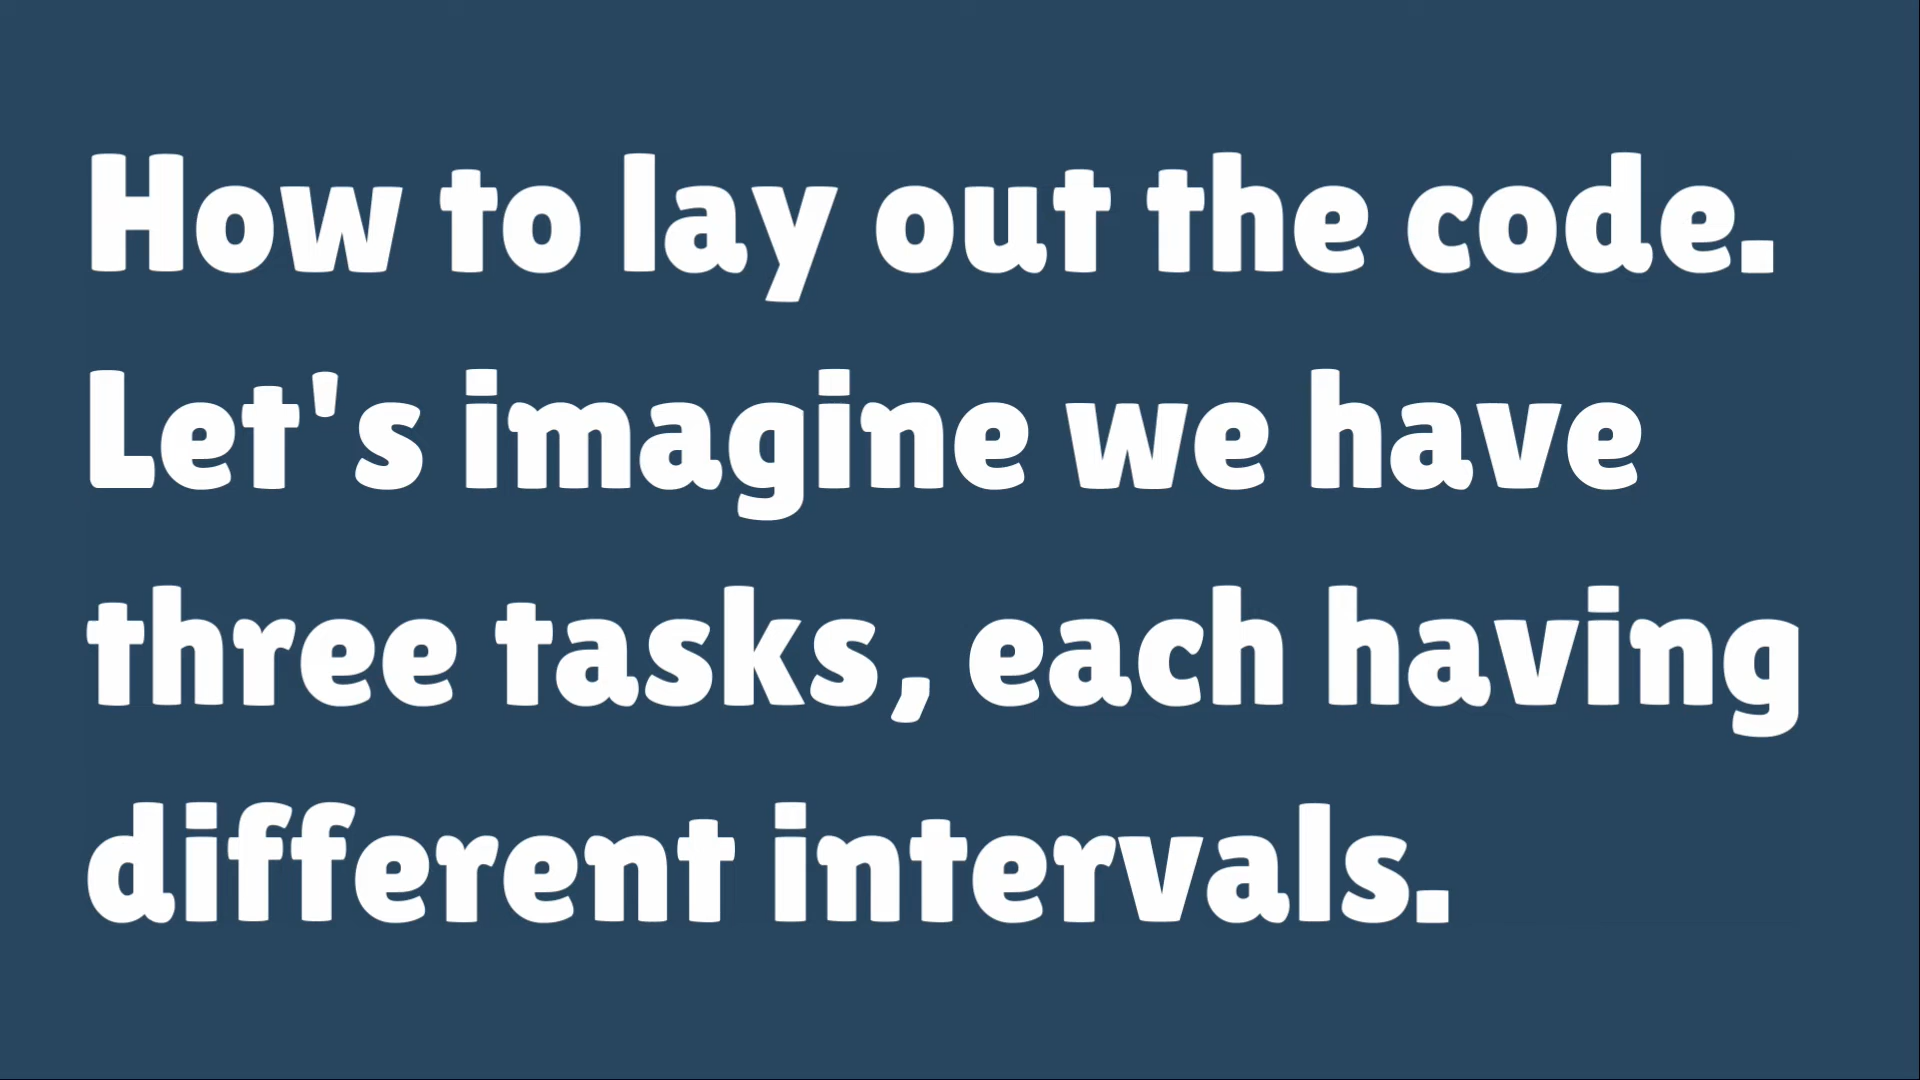 How to lay out the code.
Let's imagine we have
three tasks, each having
different intervals.